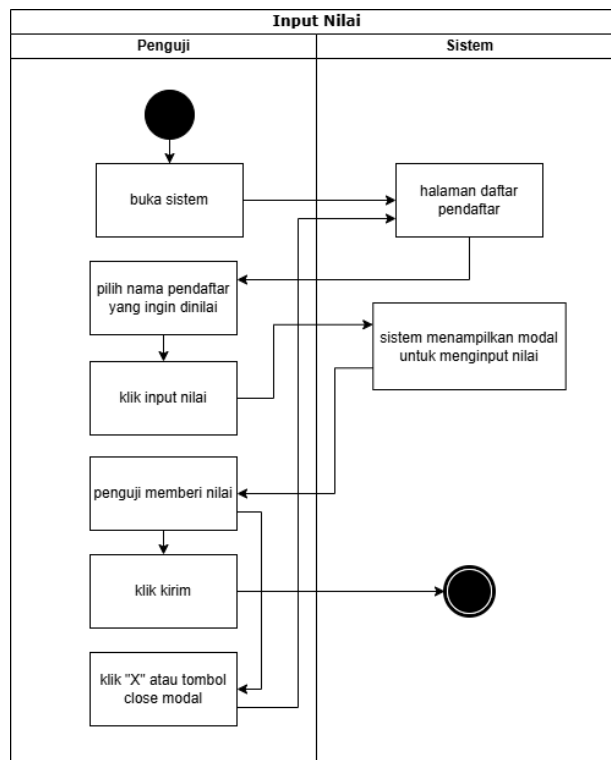 Input Nilai
Penguji
Sistem
buka sistem
halaman daftar
pendaftar
pilih nama pendaftar
yang ingin dinilai
sistem menampilkan modal
untuk menginput nilai
klik input nilai
penguji memberi nilai
klik kirim
klik "X" atau tombol
close modal